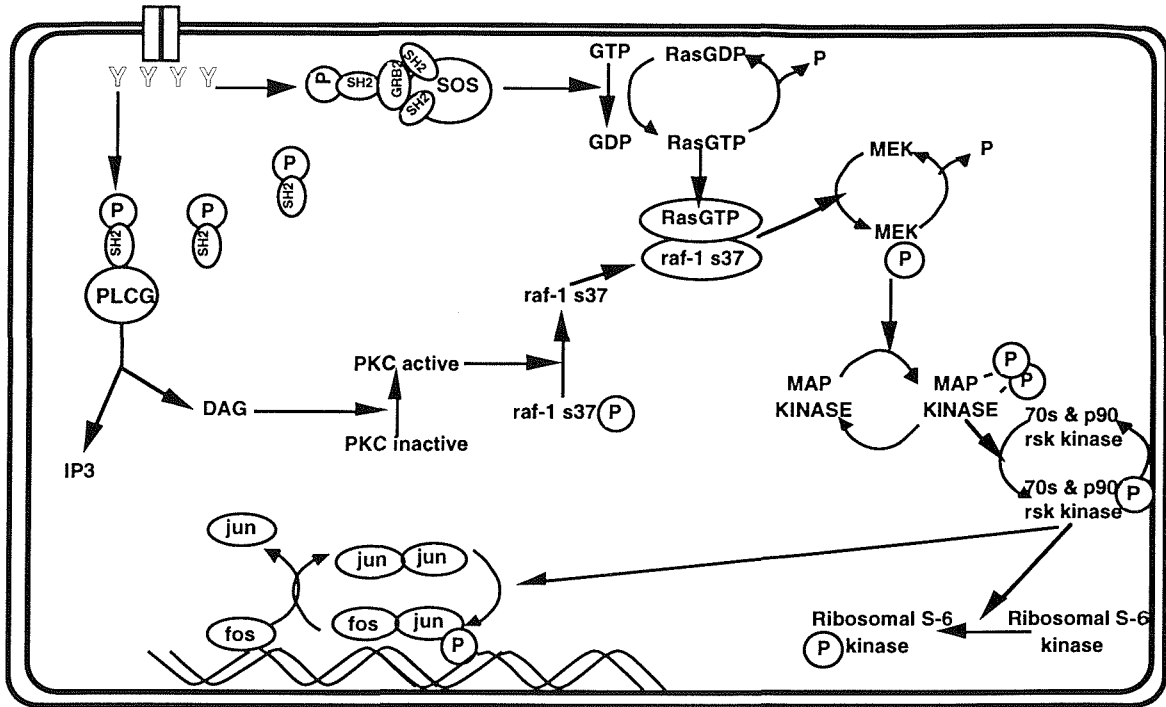 Y Y Y Y
P SH2 GRB2 SH2 SH2 SOS
GTP
GDP
RasGDP
P
RasGTP
P
SH2
P
SH2
P
SH2
PLCG
IP3
DAG
PKC active
PKC inactive
raf-1 s37
raf-1 s37 P
RasGTP
raf-1 s37
MEK
P
MEK
P
MAP
KINASE
MAP
KINASE
P
P
70s & p90
rsk kinase
70s & p90
rsk kinase
P
jun
fos
jun jun
fos jun
P
Ribosomal S-6
kinase
P
Ribosomal S-6
kinase